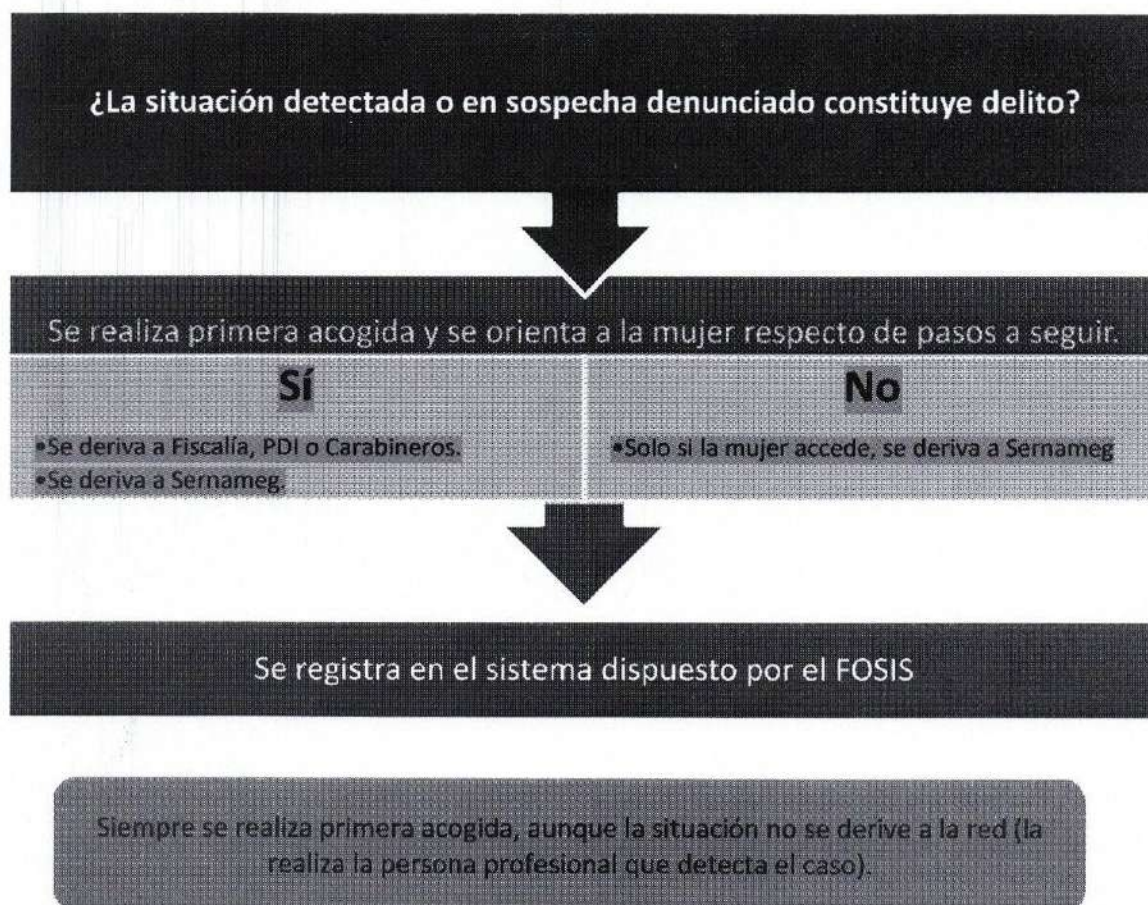 ¿La situación detectada o en sospecha denunciado constituye delito?
Se realiza primera acogida y se orienta a la mujer respecto de pasos a seguir.
Sí
•Se deriva a Fiscalía, PDI o Carabineros.
•Se deriva a Sernameg.
No
•Solo si la mujer accede, se deriva a Sernameg
Se registra en el sistema dispuesto por el FOSIS
Siempre se realiza primera acogida, aunque la situación no se derive a la red (la
realiza la persona profesional que detecta el caso).